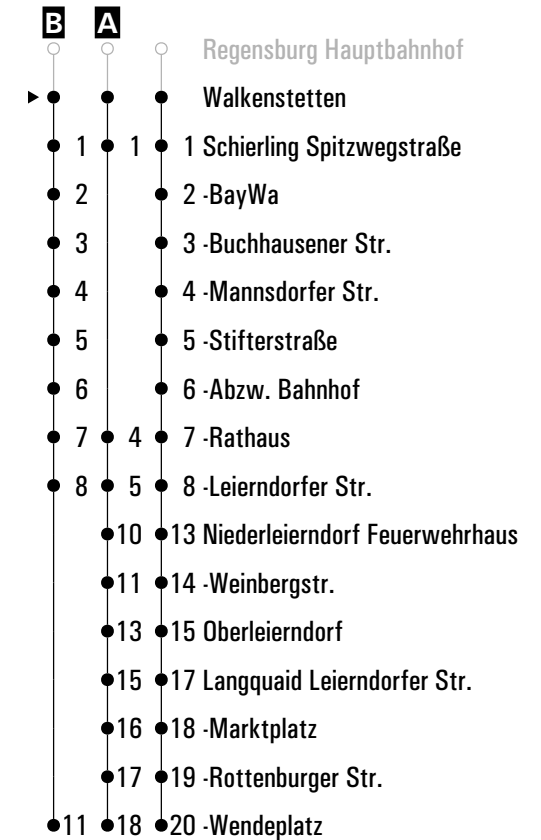 B A
Regensburg Hauptbahnhof
Walkenstetten
1 1 1 Schierling Spitzwegstraße
2 2 -BayWa
3 3 -Buchhausener Str.
4 4 -Mannsdorfer Str.
5 5 -Stifterstraße
6 6 -Abzw. Bahnhof
7 4 7 -Rathaus
8 5 8 -Leierndorfer Str.
10 13 Niederleierndorf Feuerwehrhaus
11 14 -Weinbergstr.
13 15 Oberleierndorf
15 17 Langquaid Leierndorfer Str.
16 18 -Marktplatz
17 19 -Rottenburger Str.
11 18 20 -Wendeplatz